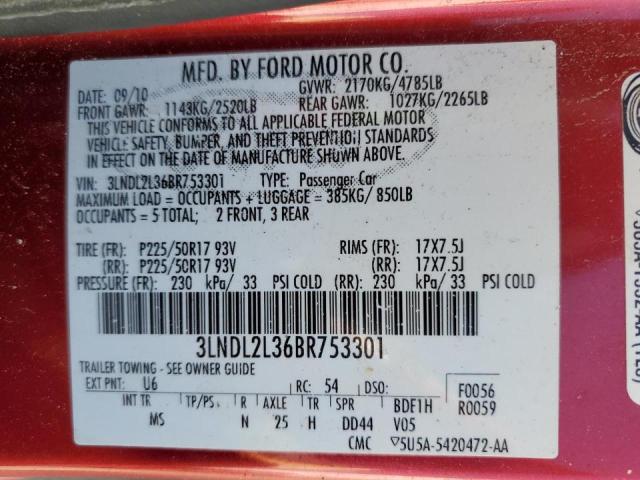 MFD. BY FORD MOTOR CO.
DATE: 09/10 GVWR: 2170KG/4785LB
FRONT GAWR: 1143KG/2520LB REAR GAWR: 1027KG/2265LB
THIS VEHICLE CONFORMS TO ALL APPLICABLE FEDERAL MOTOR
VEHICLE SAFETY, BUMPER, AND THEFT PREVENTION STANDARDS
IN EFFECT ON THE DATE OF MANUFACTURE SHOWN ABOVE.
VIN: 3LNDL2L36BR753301 TYPE: Passenger Car
MAXIMUM LOAD = OCCUPANTS + LUGGAGE = 385KG/ 850LB
OCCUPANTS = 5 TOTAL; 2 FRONT, 3 REAR
TIRE (FR): P225/50R17 93V RIMS (FR): 17X7.5J
(RR): P225/50R17 93V (RR): 17X7.5J
PRESSURE (FR): 230 kPa/ 33 PSI COLD (RR): 230 kPa/ 33 PSI COLD
3LNDL2L36BR753301
TRAILER TOWING - SEE OWNER GUIDE
EXT PNT: U6 RC: 54 DSO: F0056
R0059
INT TR TP/PS R AXLE TR SPR BDF1H
MS N 25 H DD44 V05
CMC ▽5U5A-5420472-AA